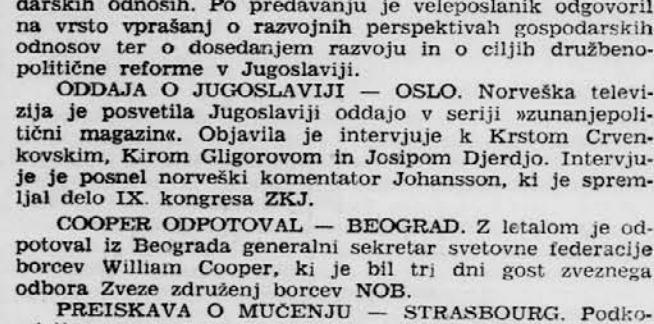 darskih odnosih. Po predavanju je veleposlanik odgovoril
na vrsto vprašanj o razvojnih perspektivah gospodarskih
odnosov ter o dosedanjem razvoju in o ciljih družbeno-
politične reforme v Jugoslaviji.
ODDAJA O JUGOSLAVIJI — OSLO. Norveška televi-
zija je posvetila Jugoslaviji oddajo v seriji »zunanjepoli-
tični magazin«. Objavila je intervjuje k Krstom Crven-
kovskim, Kirom Gligorovom in Josipom Djerdjo. Intervju-
je je posnel norveški komentator Johansson, ki je sprem-
ljal delo IX. kongresa ZKJ.
COOPER ODPOTOVAL — BEOGRAD. Z letalom je od-
potoval iz Beograda generalni sekretar svetovne federacije
borcev William Cooper, ki je bil tri dni gost zveznega
odbora Zveze združenj borcev NOB.
PREISKAVA O MUČENJU — STRASBOURG. Podko-